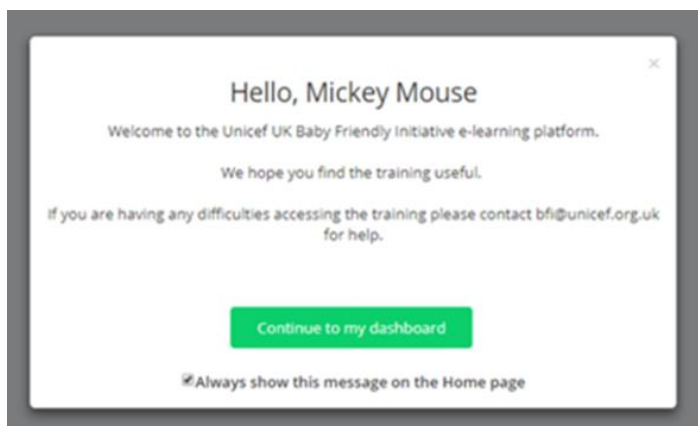 ×
Hello, Mickey Mouse
Welcome to the Unicef UK Baby Friendly Initiative e-learning platform.
We hope you find the training useful.
If you are having any difficulties accessing the training please contact bfi@unicef.org.uk
for help.
Continue to my dashboard
Always show this message on the Home page